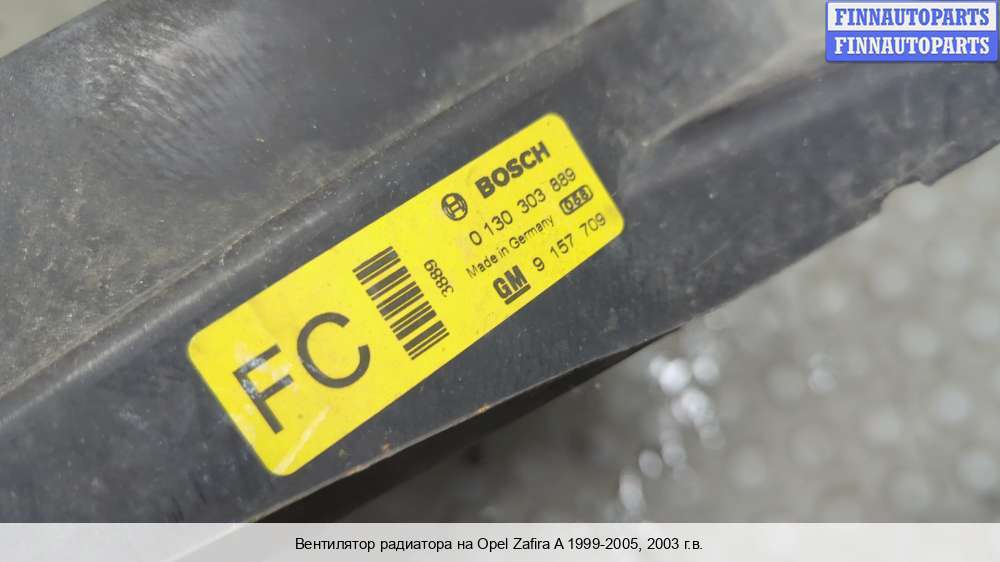 FINNAUTOPARTS
FINNAUTOPARTS
BOSCH
0 130 303 889
Made in Germany
GM 9 157 709
3889
FC
Вентилятор радиатора на Opel Zafira A 1999-2005, 2003 г.в.